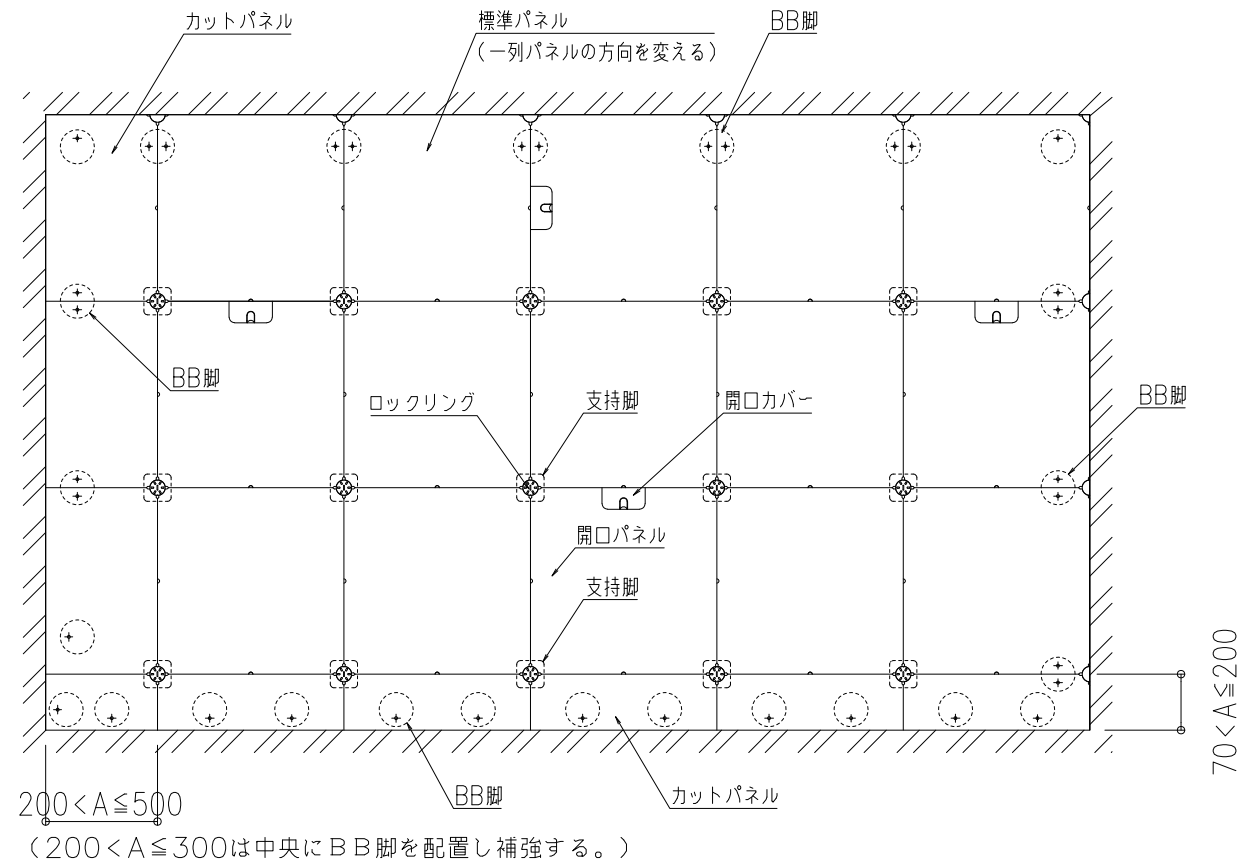 カットパネル
標準パネル
(一列パネルの方向を変える)
BB脚
BB脚
ロックリング
支持脚
開口カバー
BB脚
開口パネル
支持脚
70<A≦200
200<A≦500
BB脚
カットパネル
(200<A≦300は中央にBB脚を配置し補強する。)